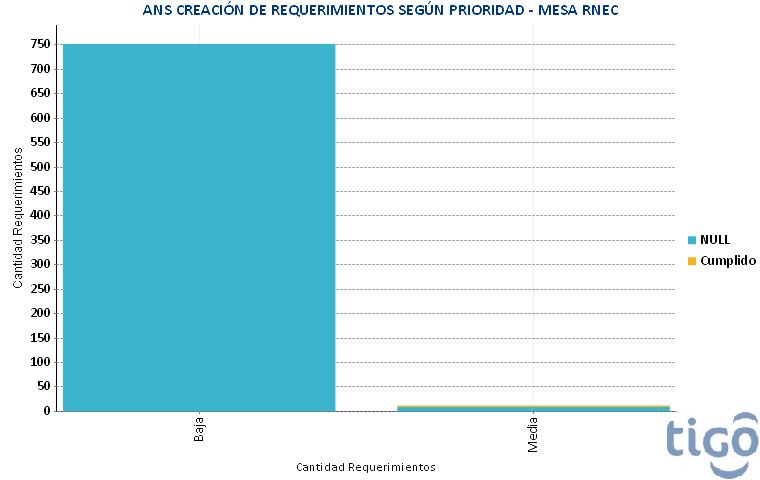 ANS CREACIÓN DE REQUERIMIENTOS SEGÚN PRIORIDAD - MESA RNEC
Cantidad Requerimientos
750
700
650
600
550
500
450
400
350
300
250
200
150
100
50
0
Baja
Media
Cantidad Requerimientos
NULL
Cumplido
tigo